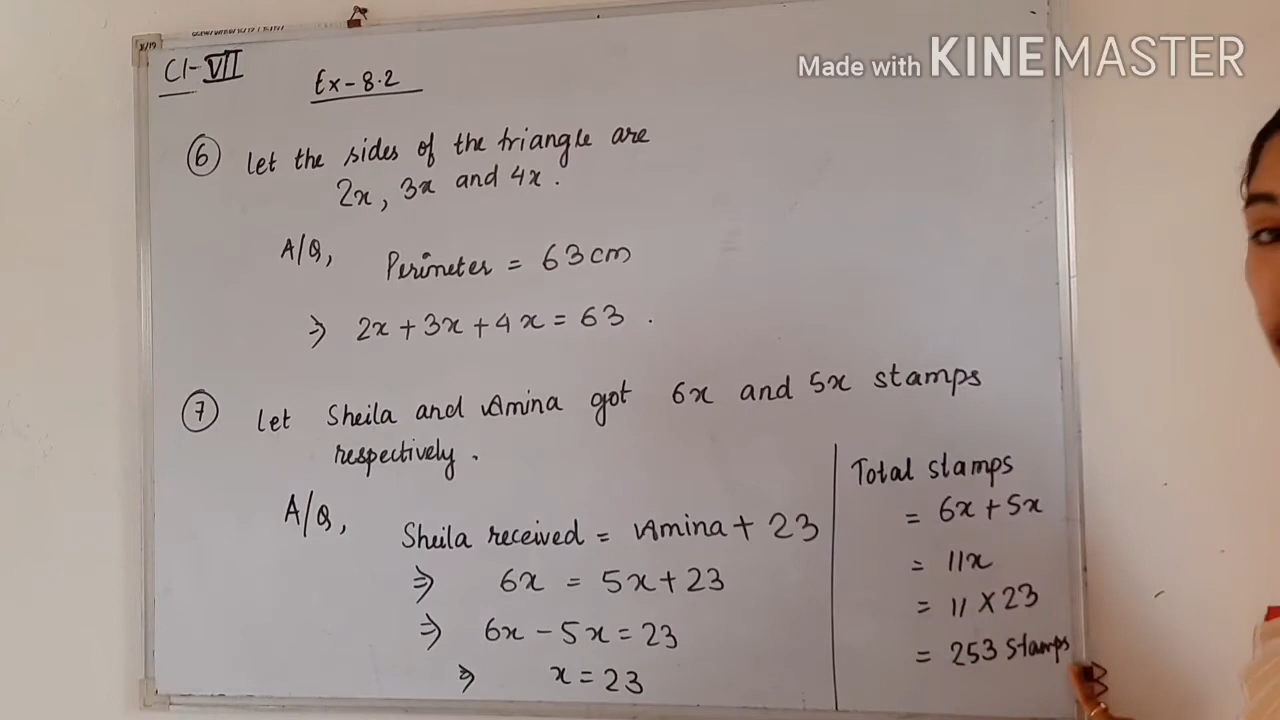 Made with KINEMASTER
Cl-VII
Ex-8.2
6 Let the sides of the triangle are
2x, 3x and 4x.
A/Q, Perimeter = 63cm
⇒ 2x+3x+4x=63.
7 Let Sheila and Amina got 6x and 5x stamps
respectively.
A/Q,
Sheila received = Amina + 23
⇒ 6x = 5x+23
⇒ 6x-5x=23
⇒ x=23
Total stamps
= 6x+5x
= 11x
= 11 X 23
= 253 stamps